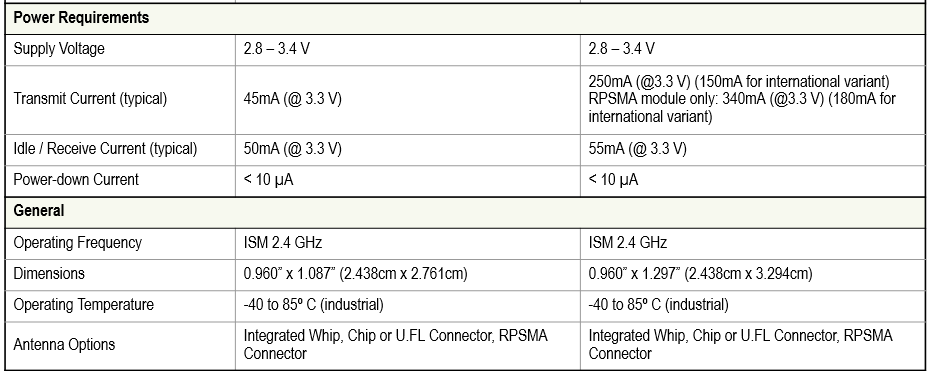 Power Requirements
Supply Voltage
2.8 – 3.4 V
2.8 – 3.4 V
Transmit Current (typical)
45mA (@ 3.3 V)
250mA (@3.3 V) (150mA for international variant)
RPSMA module only: 340mA (@3.3 V) (180mA for
international variant)
Idle / Receive Current (typical)
50mA (@ 3.3 V)
55mA (@ 3.3 V)
Power-down Current
< 10 µA
< 10 µA
General
Operating Frequency
ISM 2.4 GHz
ISM 2.4 GHz
Dimensions
0.960” x 1.087” (2.438cm x 2.761cm)
0.960” x 1.297” (2.438cm x 3.294cm)
Operating Temperature
-40 to 85º C (industrial)
-40 to 85º C (industrial)
Antenna Options
Integrated Whip, Chip or U.FL Connector, RPSMA
Connector
Integrated Whip, Chip or U.FL Connector, RPSMA
Connector